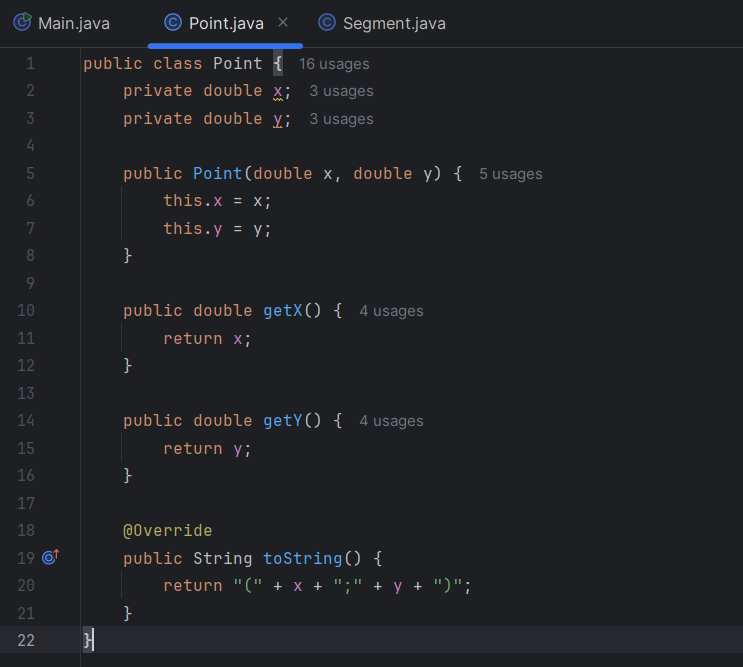 Main.java Point.java Segment.java
1 public class Point { 16 usages
2 private double x; 3 usages
3 private double y; 3 usages
4
5 public Point(double x, double y) { 5 usages
6 this.x = x;
7 this.y = y;
8 }
9
10 public double getX() { 4 usages
11 return x;
12 }
13
14 public double getY() { 4 usages
15 return y;
16 }
17
18 @Override
19 public String toString() {
20 return "(" + x + ";" + y + ")";
21 }
22 }